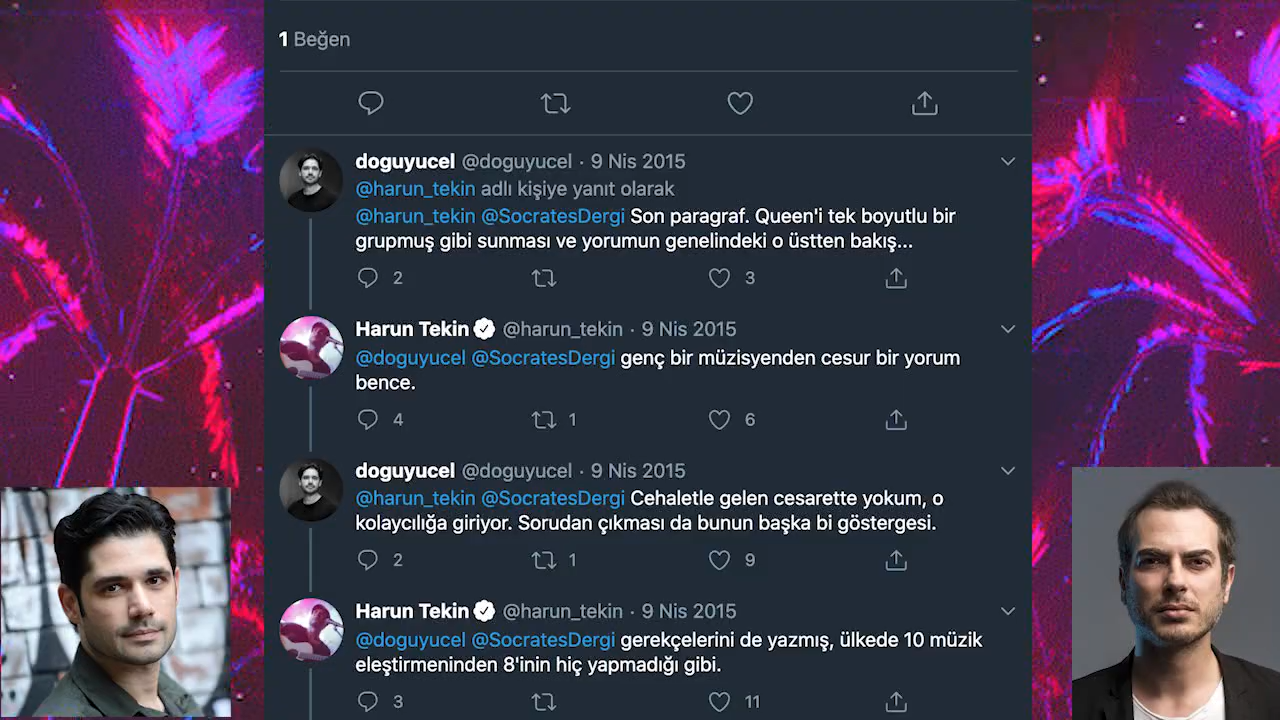 1 Beğen
doguyucel @doguyucel · 9 Nis 2015
@harun_tekin adlı kişiye yanıt olarak
@harun_tekin @SocratesDergi Son paragraf. Queen'i tek boyutlu bir
grupmuş gibi sunması ve yorumun genelindeki o üstten bakış...
2 3
Harun Tekin @harun_tekin · 9 Nis 2015
@doguyucel @SocratesDergi genç bir müzisyenden cesur bir yorum
bence.
4 1 6
doguyucel @doguyucel · 9 Nis 2015
@harun_tekin @SocratesDergi Cehaletle gelen cesarette yokum, o
kolaycılığa giriyor. Sorudan çıkması da bunun başka bi göstergesi.
2 1 9
Harun Tekin @harun_tekin · 9 Nis 2015
@doguyucel @SocratesDergi gerekçelerini de yazmış, ülkede 10 müzik
eleştirmeninden 8'inin hiç yapmadığı gibi.
3 11